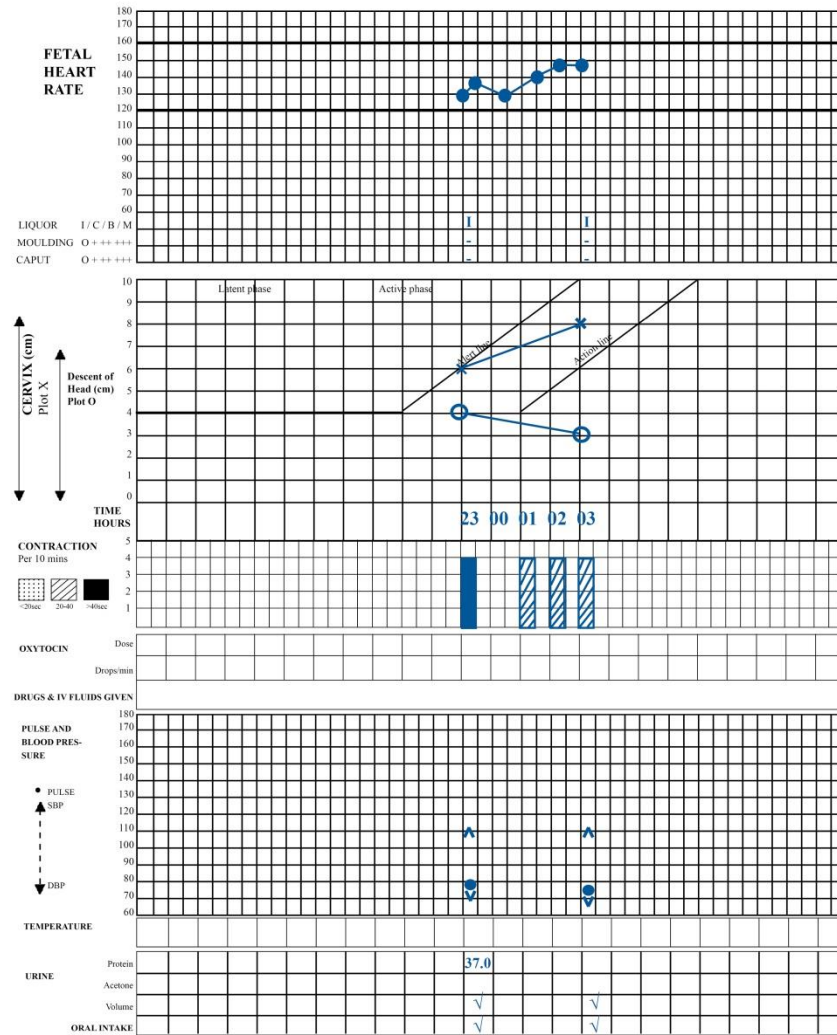 180
170
160
150
140
130
120
110
100
90
80
70
60
FETAL
HEART
RATE
LIQUOR I / C / B / M I I
MOULDING O + ++ +++ - -
CAPUT O + ++ +++ - -
10
9
8
7
6
5
4
3
2
1
0
Latent phase Active phase
Alert line
Action line
CERVIX (cm)
Plot X
Descent of
Head (cm)
Plot O
TIME
HOURS
23 00 01 02 03
CONTRACTION
Per 10 mins
5
4
3
2
1
<20sec 20-40 >40sec
OXYTOCIN
Dose
Drops/min
DRUGS & IV FLUIDS GIVEN
PULSE AND
BLOOD PRES-
SURE
180
170
160
150
140
130
120
110
100
90
80
70
60
PULSE
SBP
DBP
TEMPERATURE
URINE
Protein 37.0
Acetone
Volume √ √
ORAL INTAKE √ √